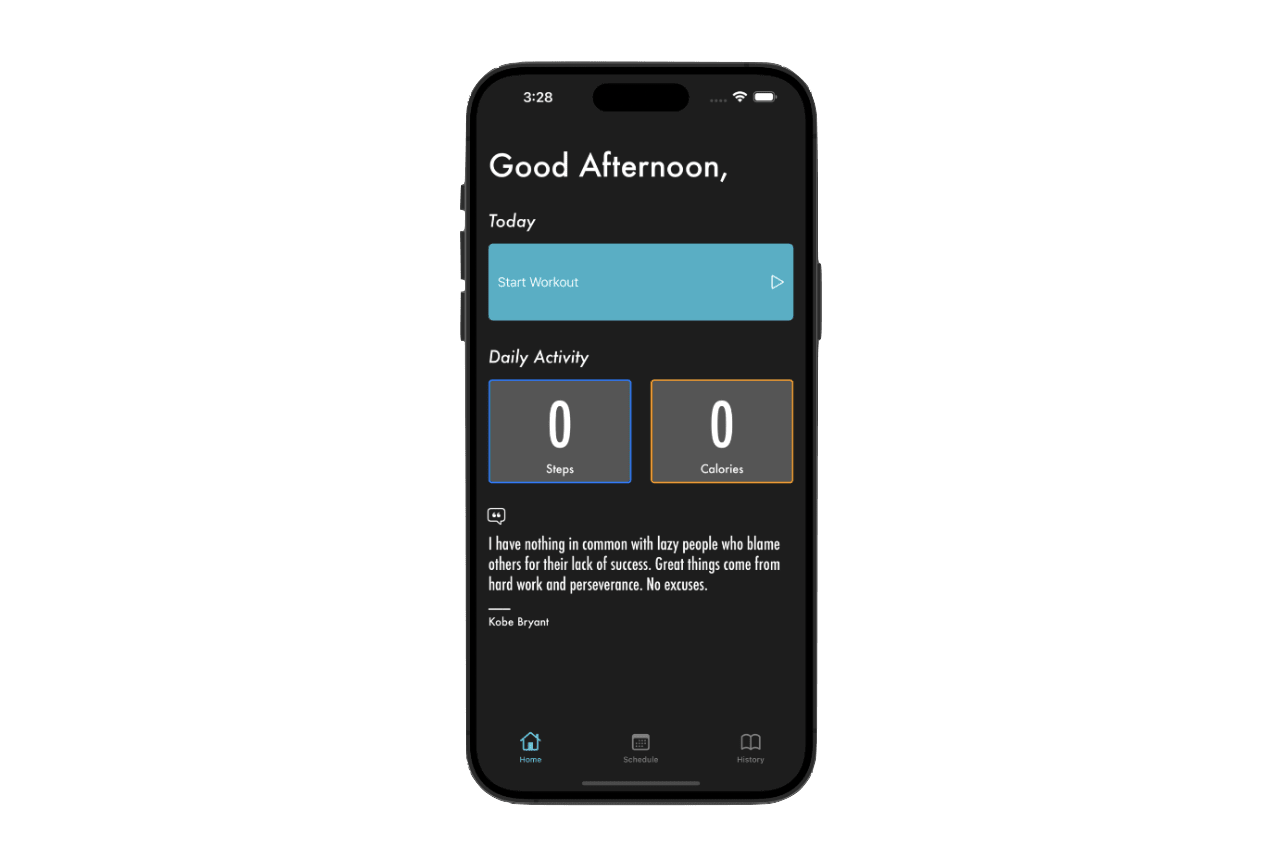 3:28
Good Afternoon,
Today
Start Workout
Daily Activity
0
Steps
0
Calories
I have nothing in common with lazy people who blame
others for their lack of success. Great things come from
hard work and perseverance. No excuses.
Kobe Bryant
Home
Schedule
History